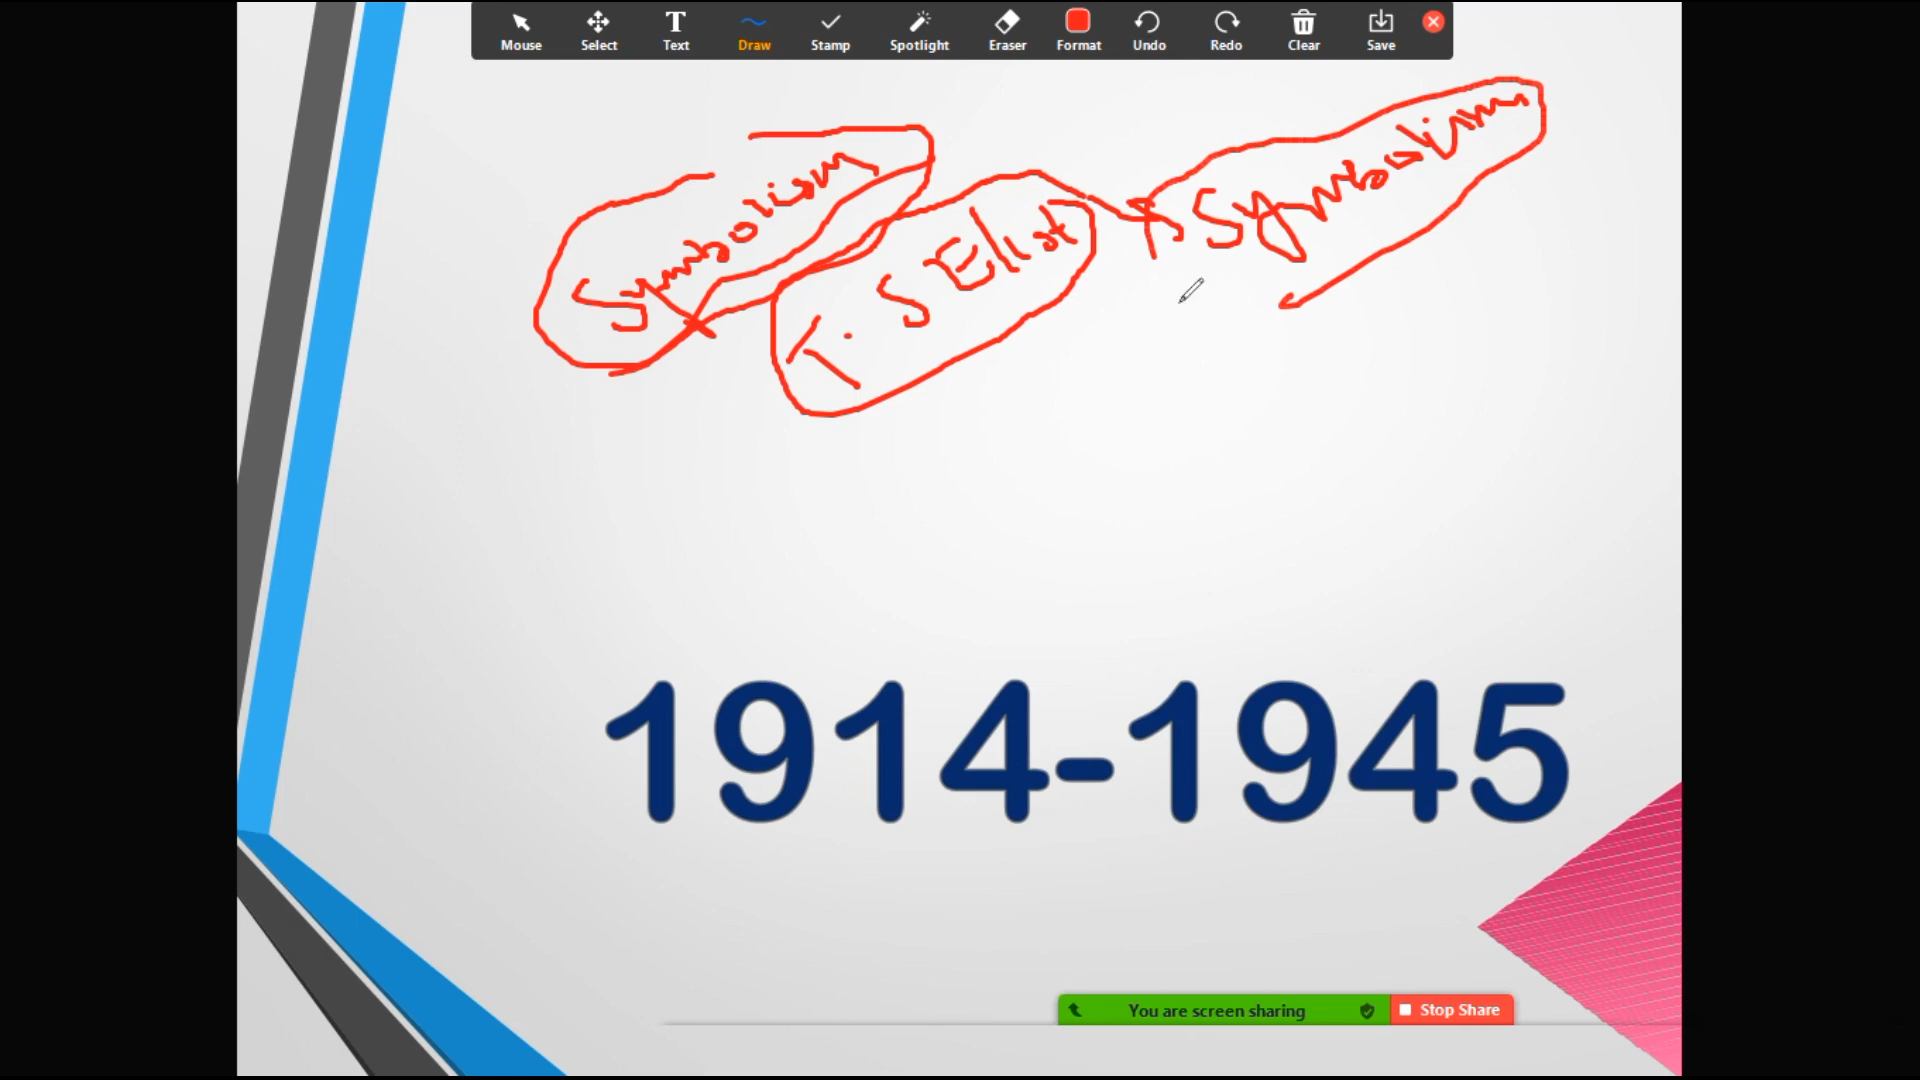 Mouse Select Text Draw Stamp Spotlight Eraser Format Undo Redo Clear Save
Symbolism
T. S Eliot
Symbolism
1914-1945
You are screen sharing Stop Share